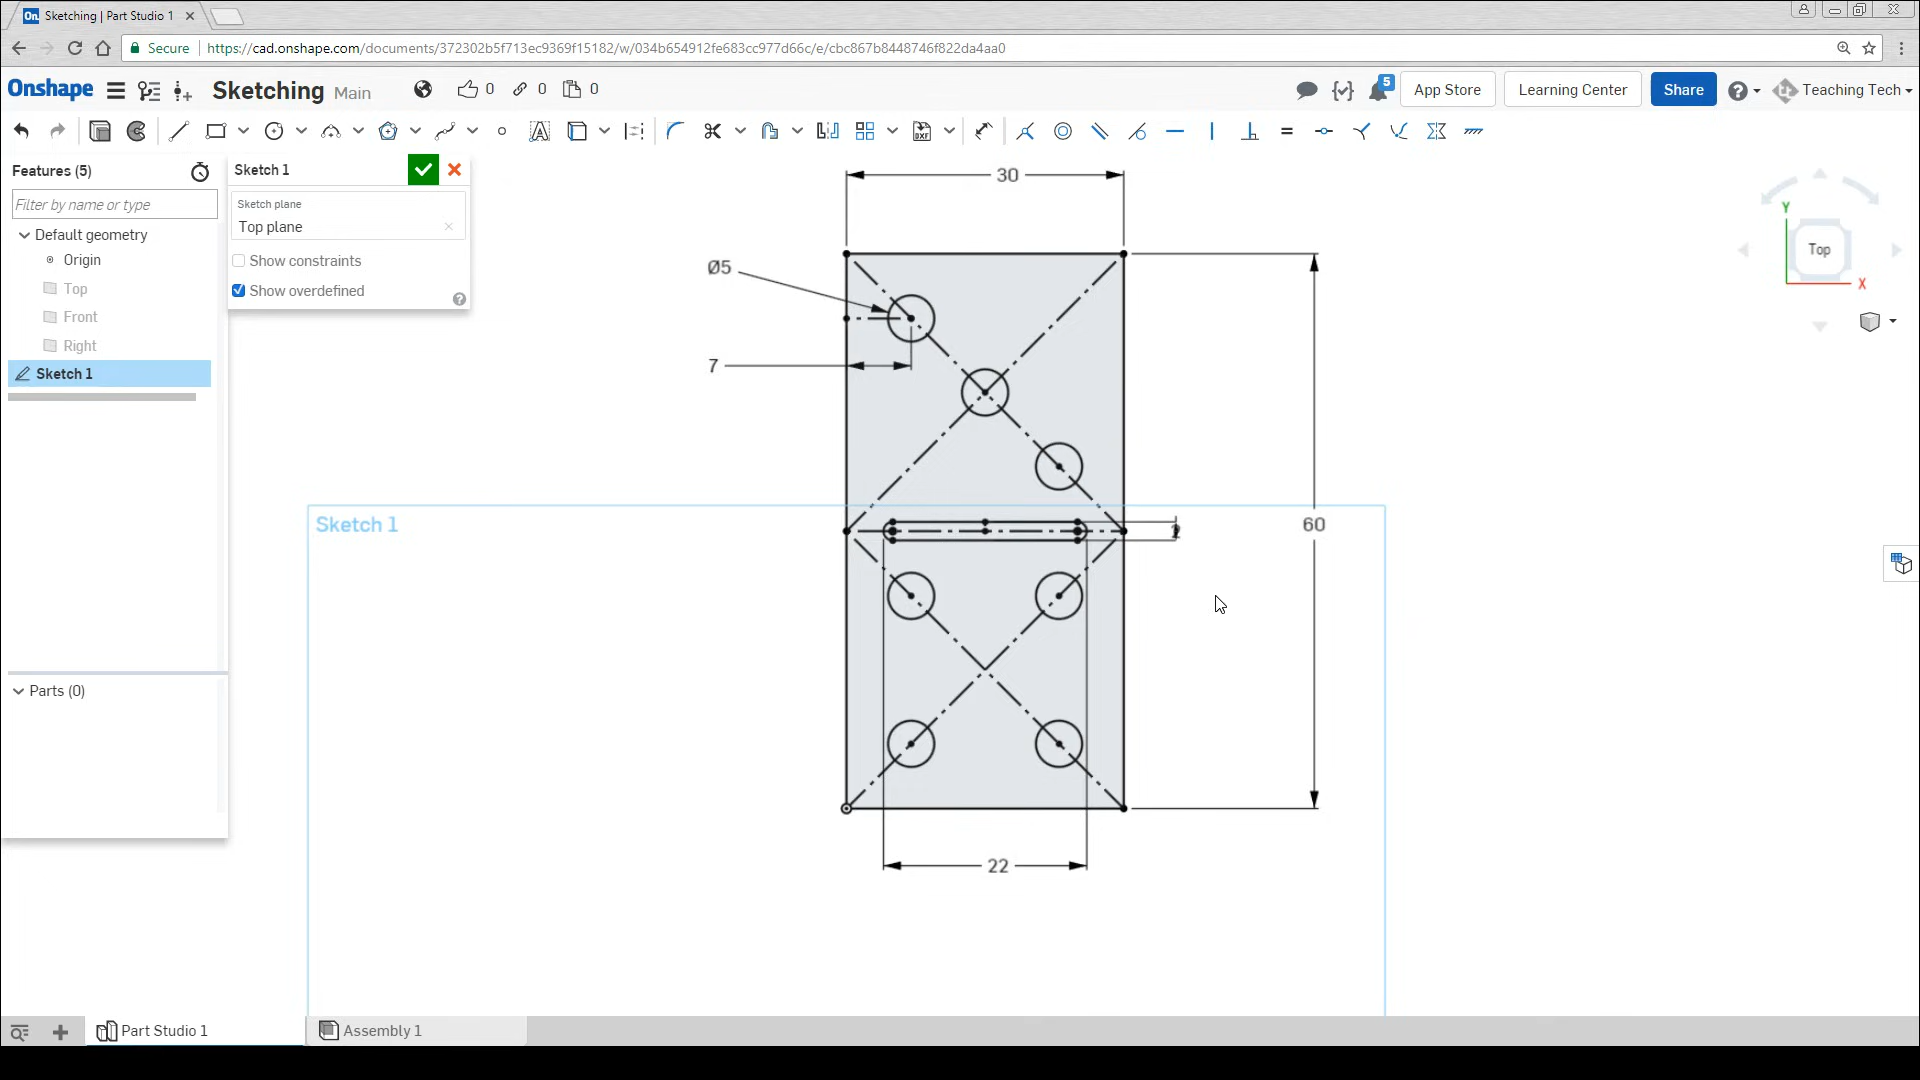 Sketching | Part Studio 1
Secure
https://cad.onshape.com/documents/372302b5f713ec9369f15182/w/034b654912fe683cc977d66c/e/cbc867b8448746f822da4aa0
Onshape
Sketching Main
0
0
0
5
App Store
Learning Center
Share
Teaching Tech
DXF
Features (5)
Filter by name or type
Default geometry
Origin
Top
Front
Right
Sketch 1
Parts (0)
Sketch 1
Sketch plane
Top plane
Show constraints
Show overdefined
30
Ø5
7
Sketch 1
2
60
22
Y
Top
X
Part Studio 1
Assembly 1